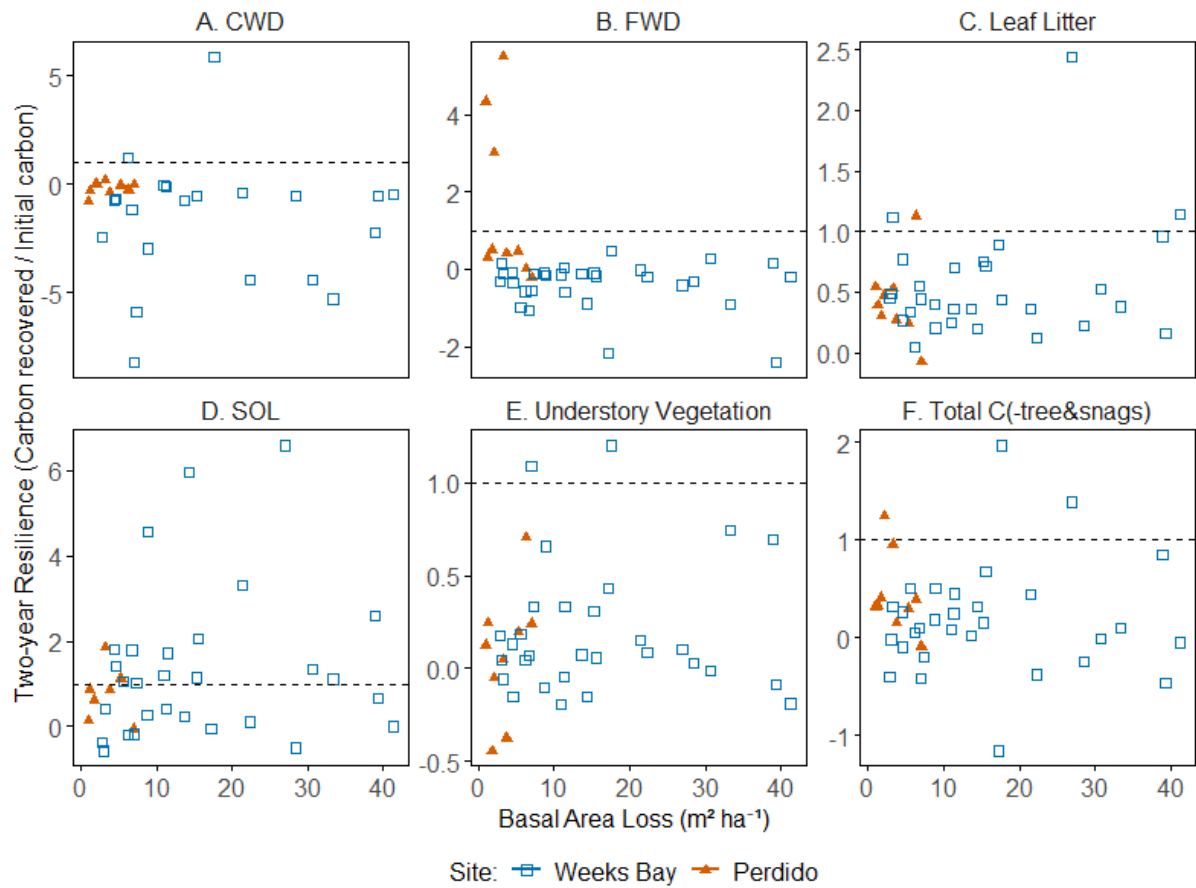 A. CWD
B. FWD
C. Leaf Litter
5
0
-5
4
2
0
-2
2.5
2.0
1.5
1.0
0.5
0.0
Two-year Resilience (Carbon recovered / Initial carbon)
D. SOL
E. Understory Vegetation
F. Total C(-tree&snags)
6
4
2
0
1.0
0.5
0.0
-0.5
2
1
0
-1
0 10 20 30 40
0 10 20 30 40
0 10 20 30 40
Basal Area Loss (m² ha⁻¹)
Site: Weeks Bay Perdido